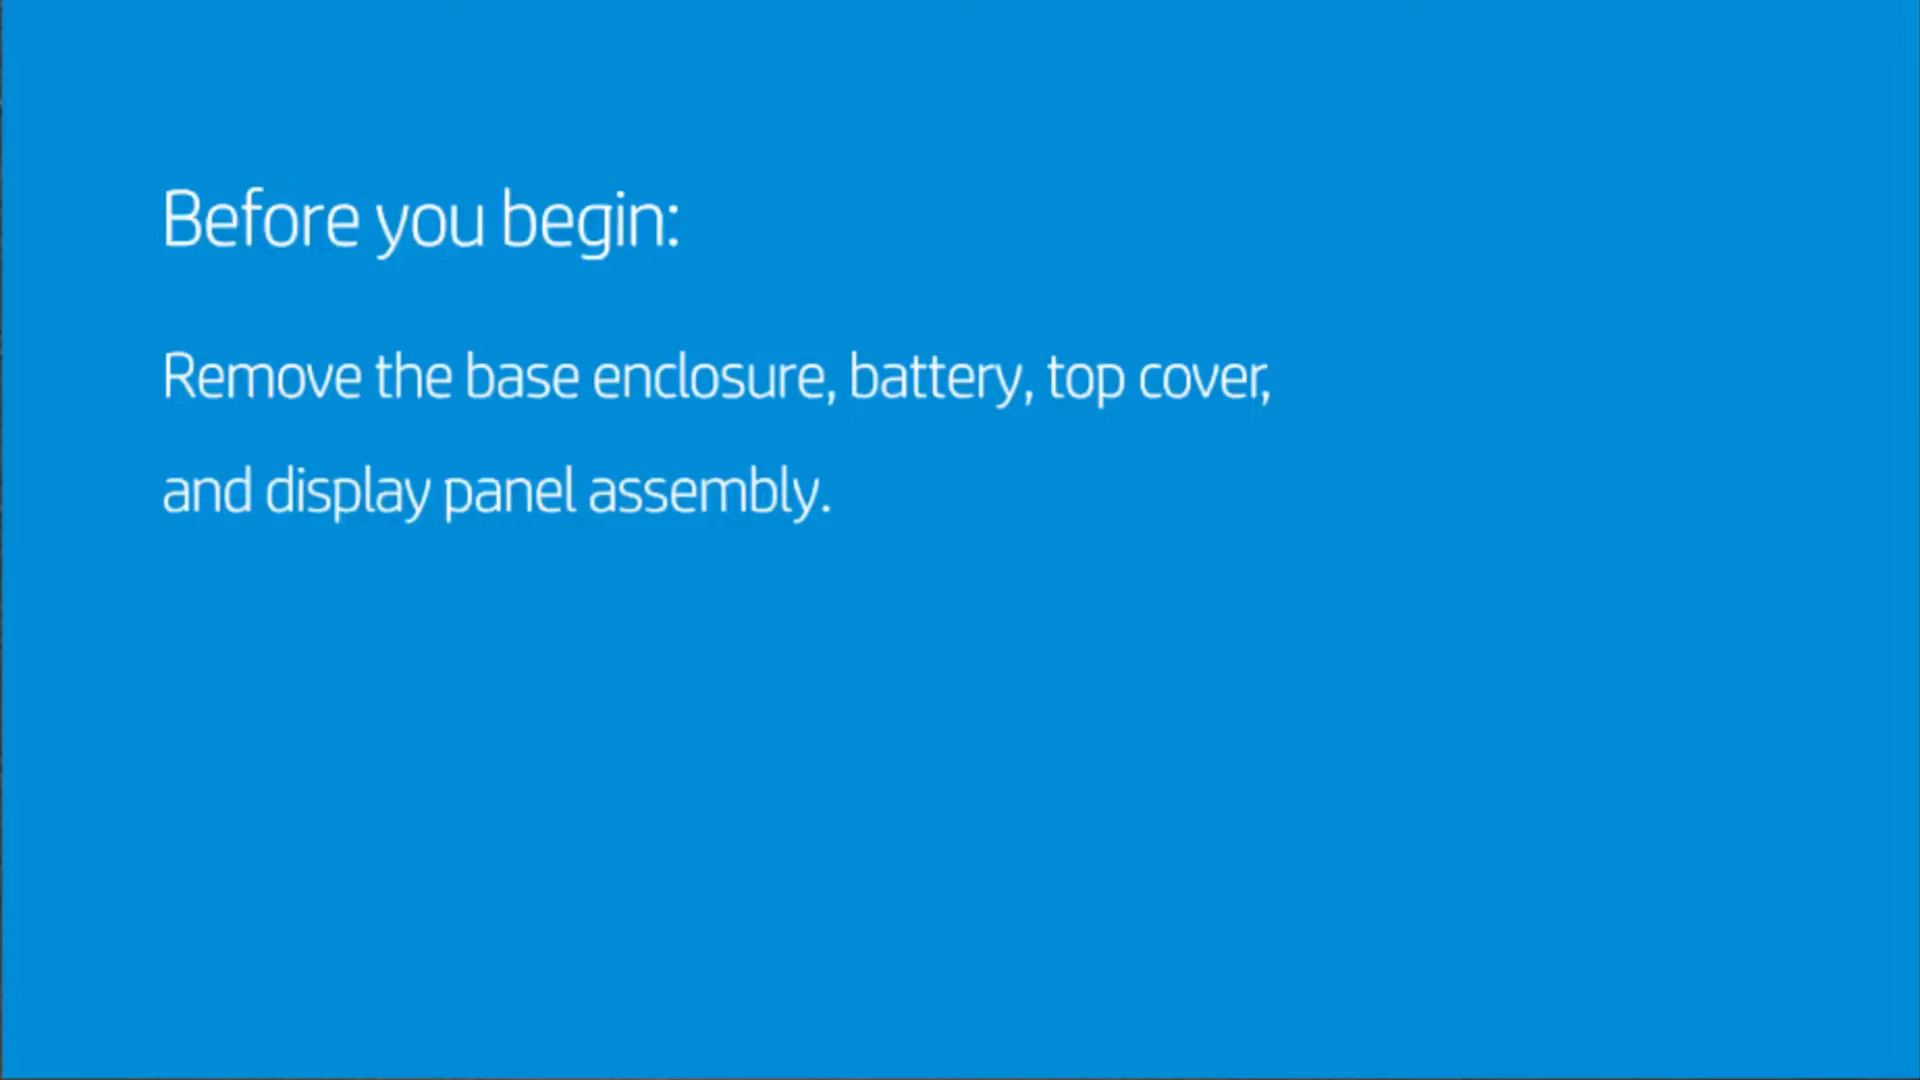 Before you begin:
Remove the base enclosure, battery, top cover,
and display panel assembly.